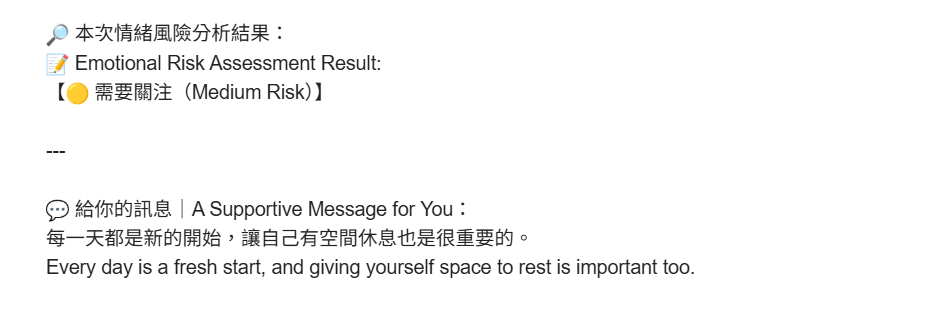 🔎 本次情緒風險分析結果：
📝 Emotional Risk Assessment Result:
【🟡 需要關注（Medium Risk）】
---
💬 給你的訊息｜A Supportive Message for You：
每一天都是新的開始，讓自己有空間休息也是很重要的。
Every day is a fresh start, and giving yourself space to rest is important too.